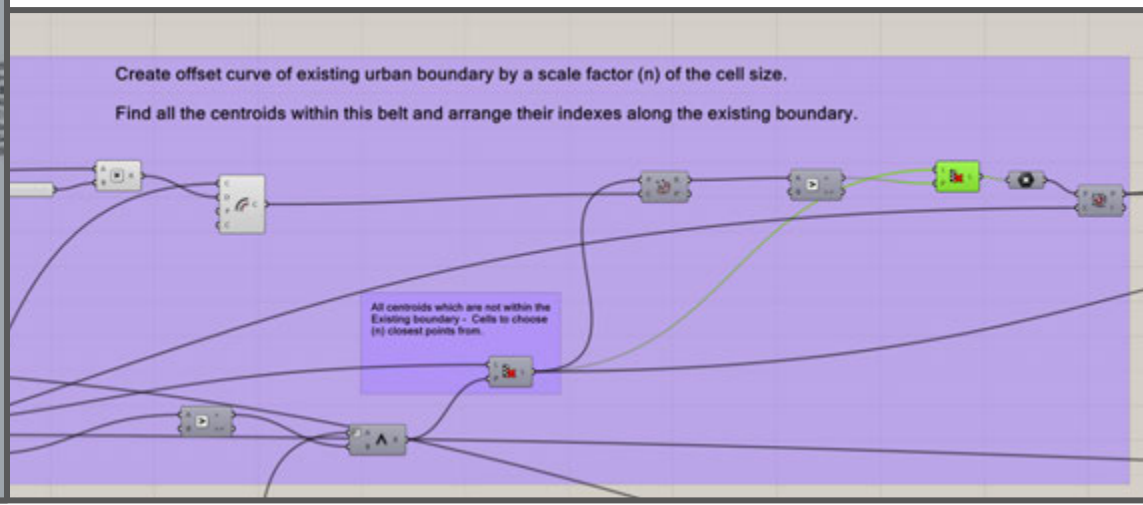 Create offset curve of existing urban boundary by a scale factor (n) of the cell size.
Find all the centroids within this belt and arrange their indexes along the existing boundary.
All centroids which are not within the
Existing boundary - Cells to choose
(n) closest points from.